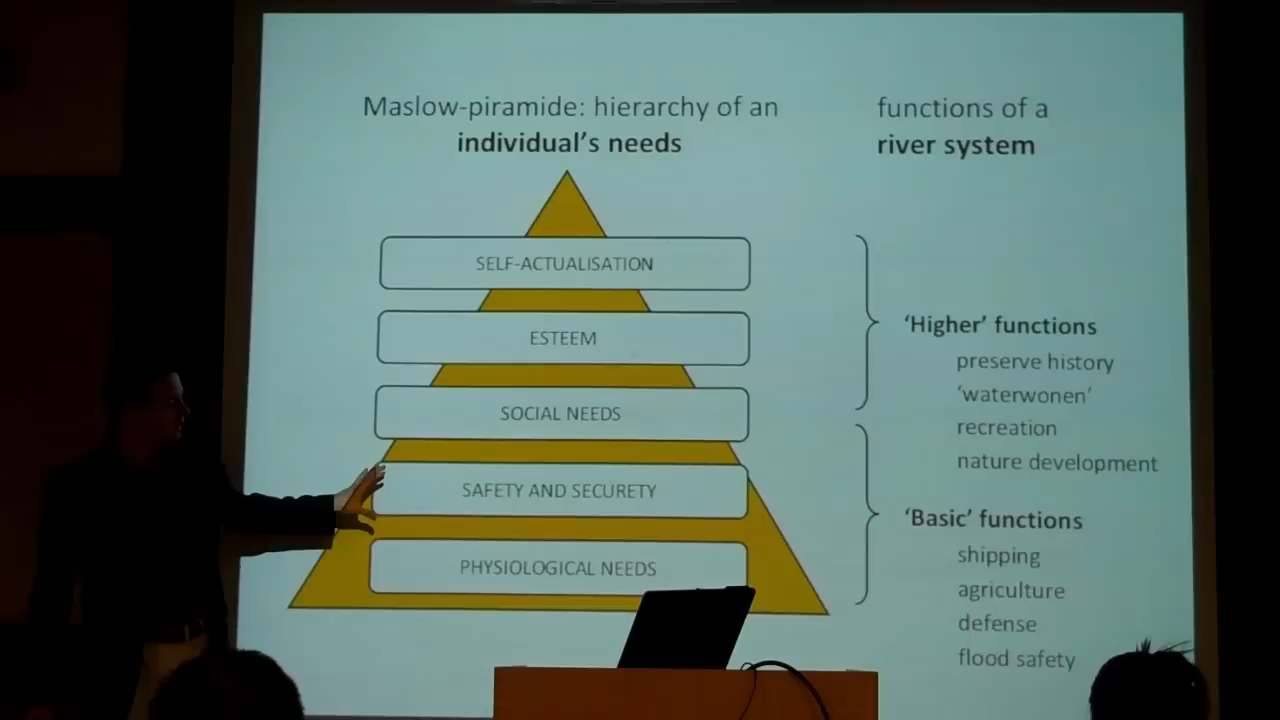 Maslow-piramide: hierarchy of an
individual's needs
functions of a
river system
SELF-ACTUALISATION
ESTEEM
SOCIAL NEEDS
SAFETY AND SECURETY
PHYSIOLOGICAL NEEDS
'Higher' functions
preserve history
'waterwonen'
recreation
nature development
'Basic' functions
shipping
agriculture
defense
flood safety